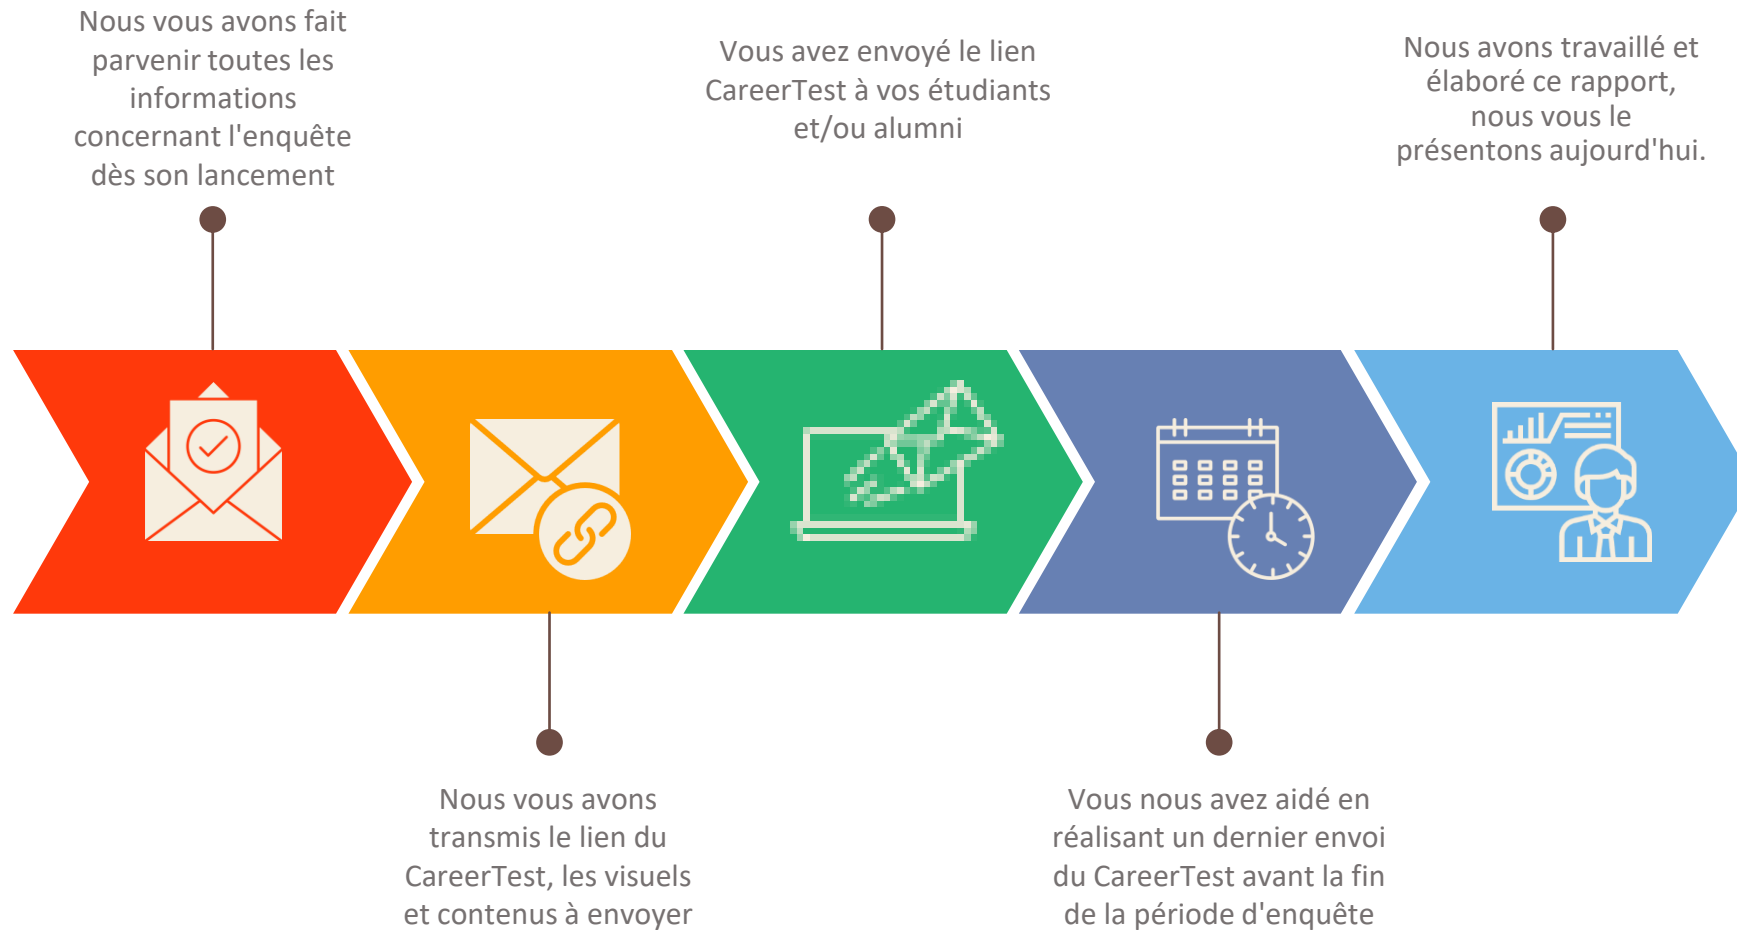 Nous vous avons fait
parvenir toutes les
informations
concernant l'enquête
dès son lancement
Nous vous avons
transmis le lien du
CareerTest, les visuels
et contenus à envoyer
Vous avez envoyé le lien
CareerTest à vos étudiants
et/ou alumni
Vous nous avez aidé en
réalisant un dernier envoi
du CareerTest avant la fin
de la période d'enquête
Nous avons travaillé et
élaboré ce rapport,
nous vous le
présentons aujourd'hui.